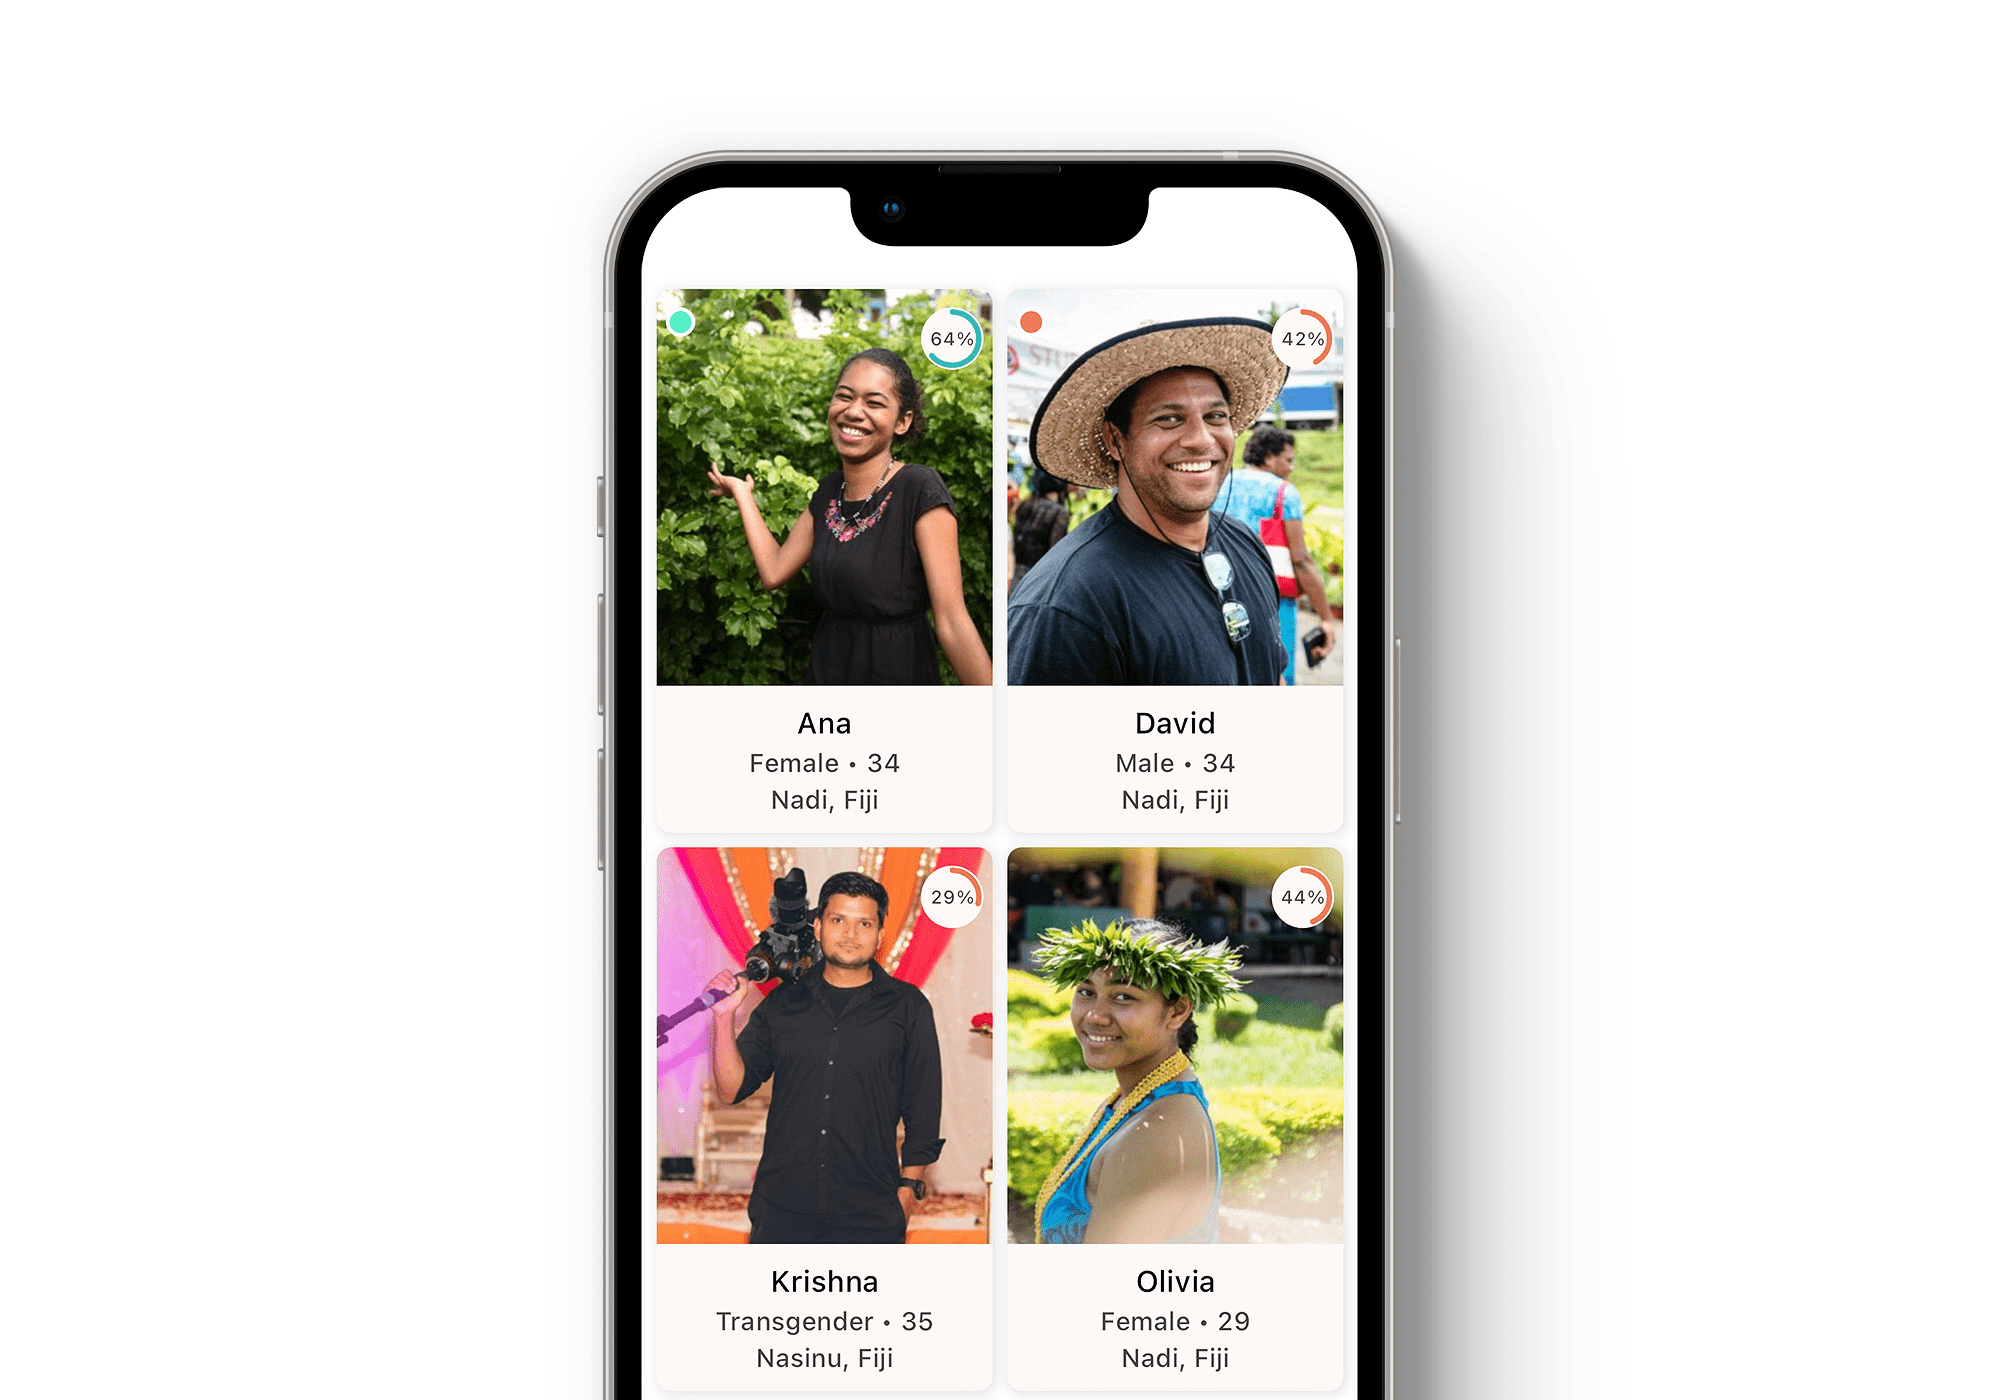 64%
STU
42%
Ana
Female • 34
Nadi, Fiji
David
Male • 34
Nadi, Fiji
29%
44%
Krishna
Transgender • 35
Nasinu, Fiji
Olivia
Female • 29
Nadi, Fiji